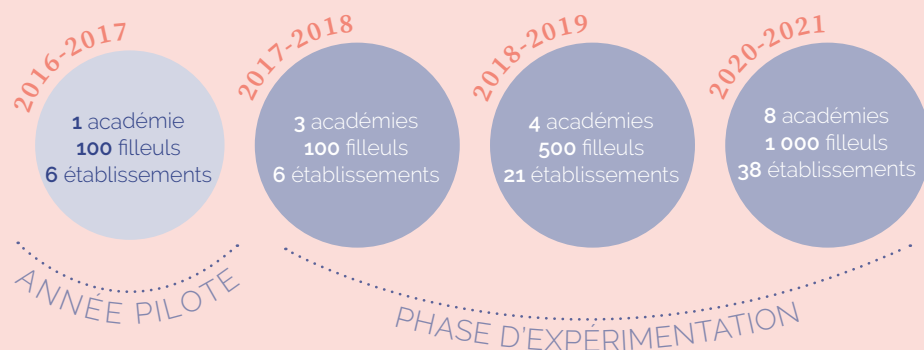 2016-2017
1 académie
100 filleuls
6 établissements
2017-2018
3 académies
100 filleuls
6 établissements
2018-2019
4 académies
500 filleuls
21 établissements
2020-2021
8 académies
1 000 filleuls
38 établissements
ANNÉE PILOTE
PHASE D'EXPÉRIMENTATION